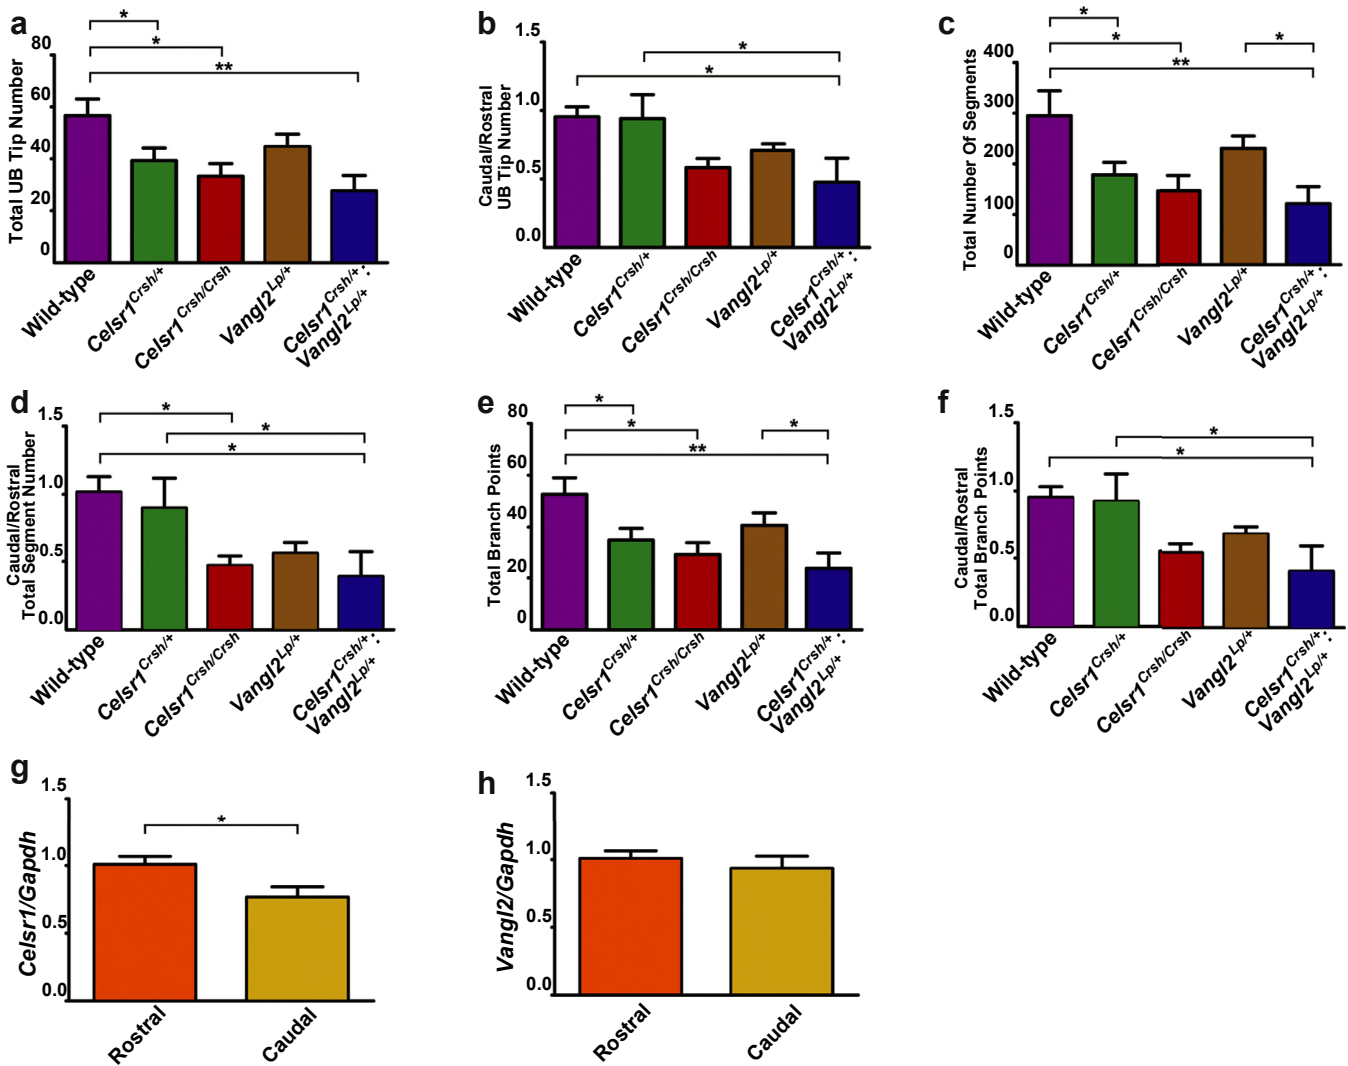 a
*
*
**
Total UB Tip Number
80
60
40
20
0
Wild-type
Celsr1Crsh/+
Celsr1Crsh/Crsh
Vangl2Lp/+
Celsr1Crsh/+:
Vangl2Lp/+
b
*
*
Caudal/Rostral
UB Tip Number
1.5
1.0
0.5
0.0
Wild-type
Celsr1Crsh/+
Celsr1Crsh/Crsh
Vangl2Lp/+
Celsr1Crsh/+:
Vangl2Lp/+
c
*
*
*
**
Total Number Of Segments
400
300
200
100
0
Wild-type
Celsr1Crsh/+
Celsr1Crsh/Crsh
Vangl2Lp/+
Celsr1Crsh/+:
Vangl2Lp/+
d
*
*
*
Caudal/Rostral
Total Segment Number
1.5
1.0
0.5
0.0
Wild-type
Celsr1Crsh/+
Celsr1Crsh/Crsh
Vangl2Lp/+
Celsr1Crsh/+:
Vangl2Lp/+
e
*
*
*
**
Total Branch Points
80
60
40
20
0
Wild-type
Celsr1Crsh/+
Celsr1Crsh/Crsh
Vangl2Lp/+
Celsr1Crsh/+:
Vangl2Lp/+
f
*
*
Caudal/Rostral
Total Branch Points
1.5
1.0
0.5
0.0
Wild-type
Celsr1Crsh/+
Celsr1Crsh/Crsh
Vangl2Lp/+
Celsr1Crsh/+:
Vangl2Lp/+
g
*
Celsr1/Gapdh
1.5
1.0
0.5
0.0
Rostral
Caudal
h
Vangl2/Gapdh
1.5
1.0
0.5
0.0
Rostral
Caudal